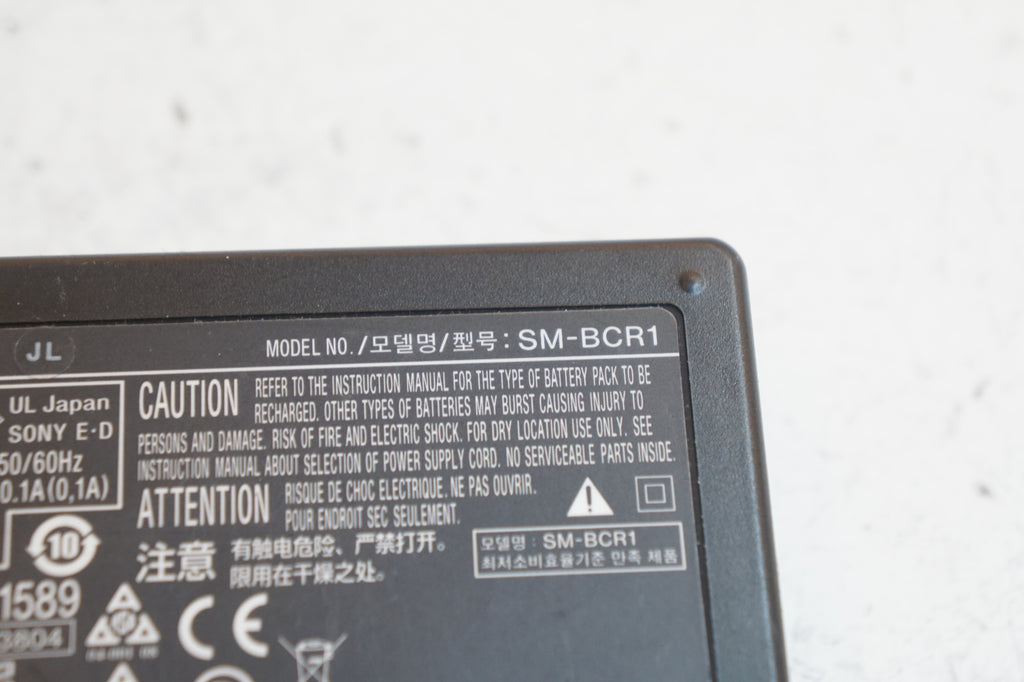 JL
MODEL NO./모델명/型号: SM-BCR1
UL Japan
SONY E·D
50/60Hz
0.1A(0,1A)
CAUTION REFER TO THE INSTRUCTION MANUAL FOR THE TYPE OF BATTERY PACK TO BE
RECHARGED. OTHER TYPES OF BATTERIES MAY BURST CAUSING INJURY TO
PERSONS AND DAMAGE. RISK OF FIRE AND ELECTRIC SHOCK. FOR DRY LOCATION USE ONLY. SEE
INSTRUCTION MANUAL ABOUT SELECTION OF POWER SUPPLY CORD. NO SERVICEABLE PARTS INSIDE.
ATTENTION RISQUE DE CHOC ELECTRIQUE. NE PAS OUVRIR.
POUR ENDROIT SEC SEULEMENT.
10
注意 有触电危险、严禁打开。
限用在干燥之处。
모델명 : SM-BCR1
최저소비효율기준 만족 제품
1589
3804
CE